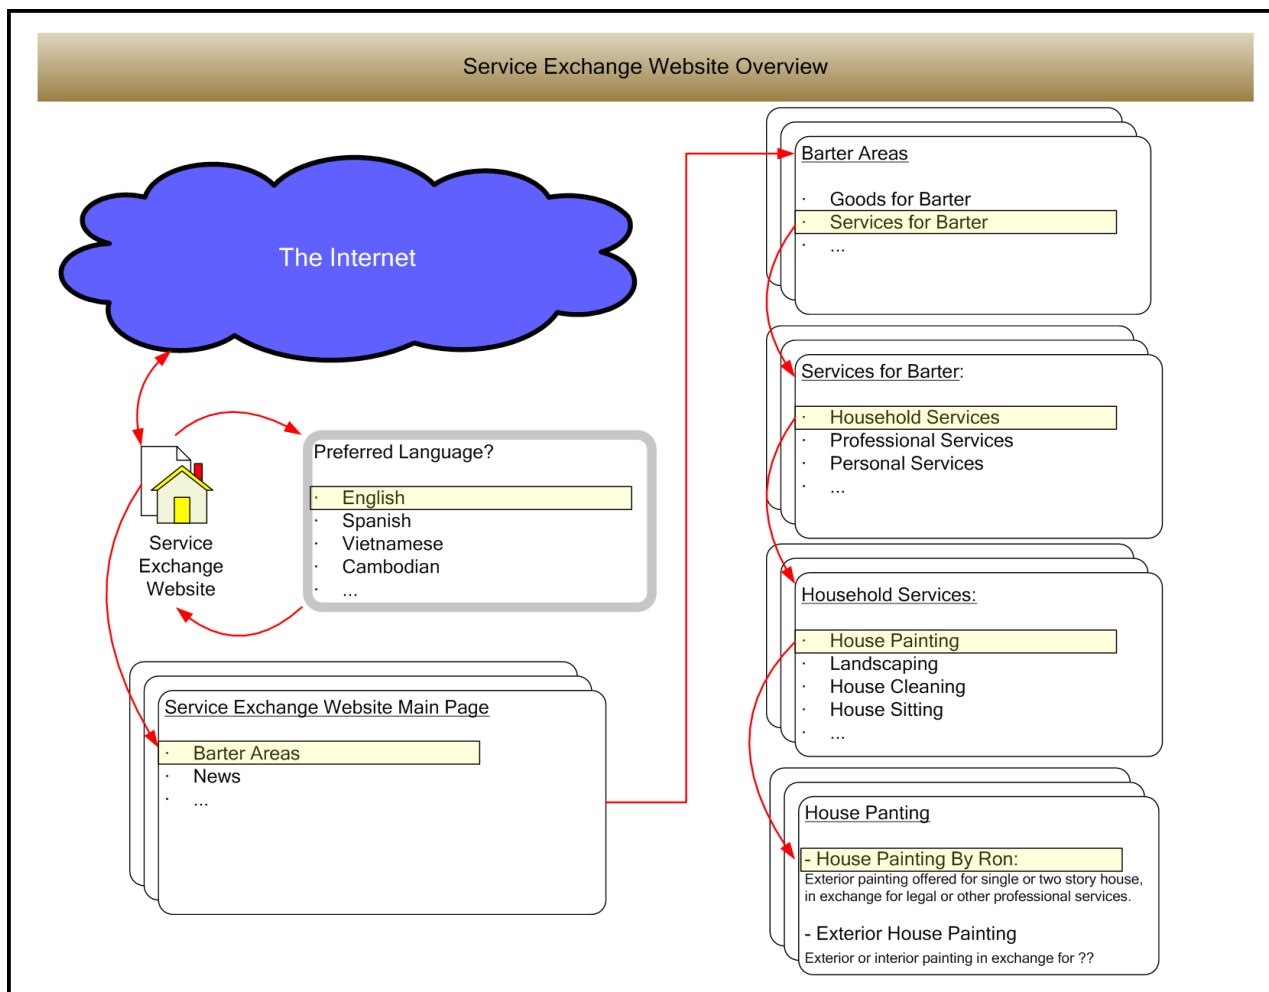 Service Exchange Website Overview
The Internet
Service
Exchange
Website
Preferred Language?
· English
· Spanish
· Vietnamese
· Cambodian
· ...
Service Exchange Website Main Page
· Barter Areas
· News
· ...
Barter Areas
· Goods for Barter
· Services for Barter
· ...
Services for Barter:
· Household Services
· Professional Services
· Personal Services
· ...
Household Services:
· House Painting
· Landscaping
· House Cleaning
· House Sitting
· ...
House Panting
- House Painting By Ron:
Exterior painting offered for single or two story house,
in exchange for legal or other professional services.
- Exterior House Painting
Exterior or interior painting in exchange for ??